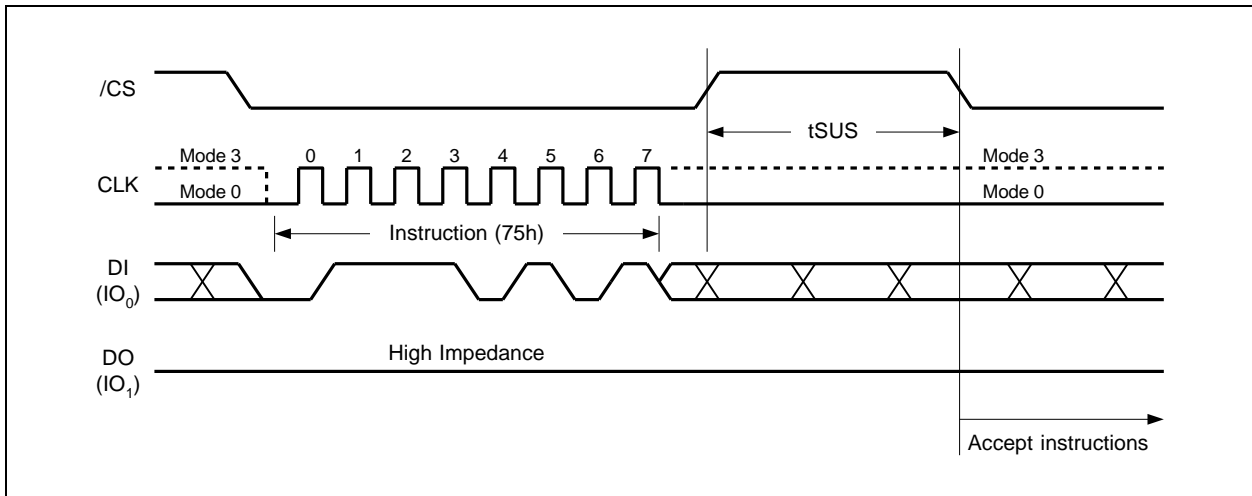 /CS
tSUS
Mode 3 0 1 2 3 4 5 6 7 Mode 3
CLK
Mode 0 Mode 0
Instruction (75h)
DI
(IO0)
High Impedance
DO
(IO1)
Accept instructions